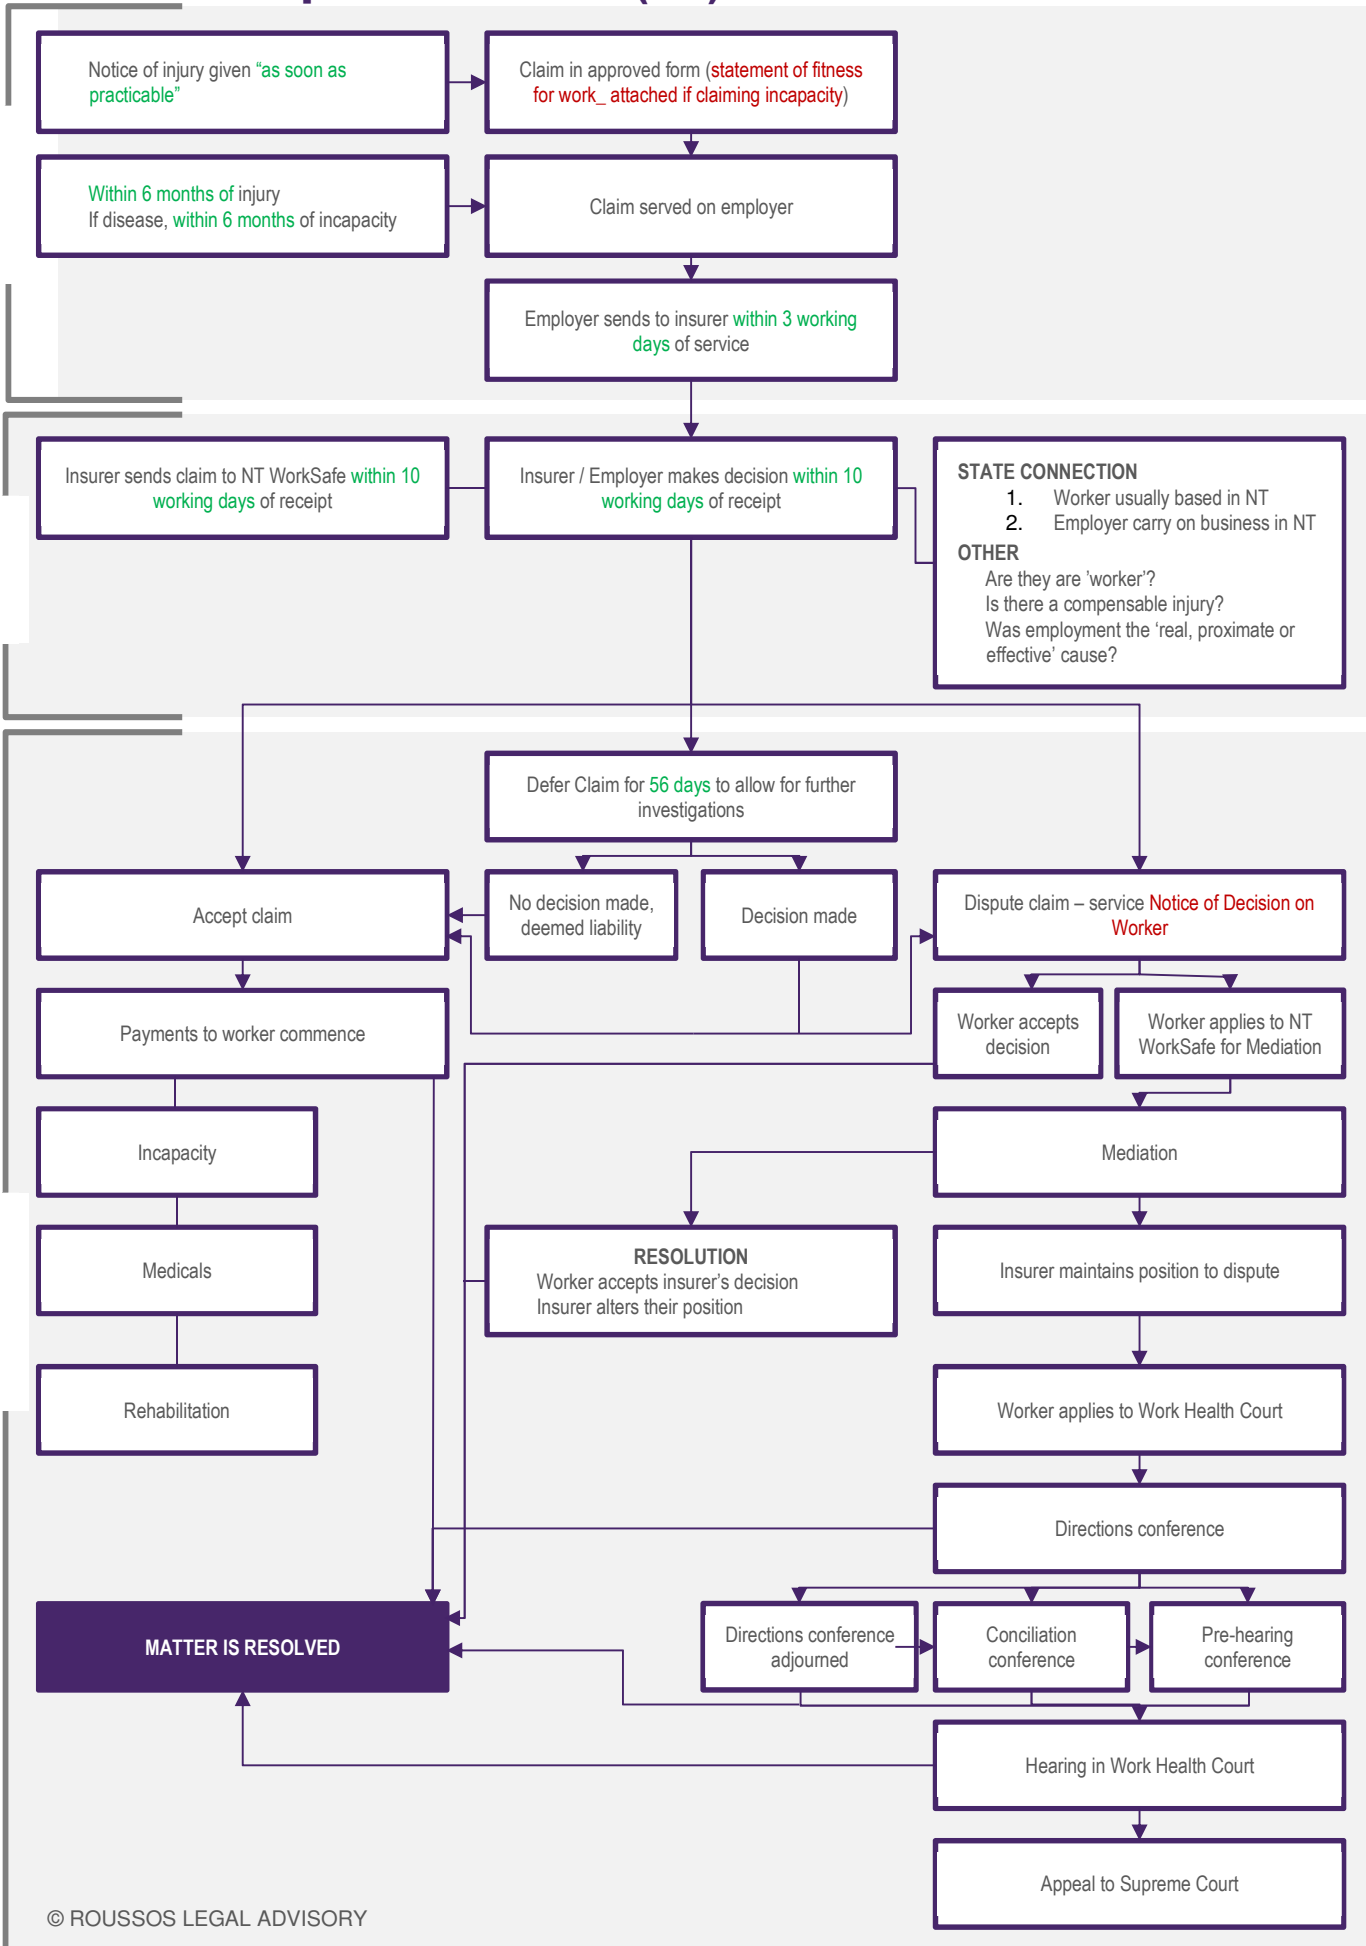 Notice of injury given “as soon as
practicable”
Claim in approved form (statement of fitness
for work_ attached if claiming incapacity)
Within 6 months of injury
If disease, within 6 months of incapacity
Claim served on employer
Employer sends to insurer within 3 working
days of service
Insurer sends claim to NT WorkSafe within 10
working days of receipt
Insurer / Employer makes decision within 10
working days of receipt
STATE CONNECTION
1. Worker usually based in NT
2. Employer carry on business in NT
OTHER
Are they are ’worker’?
Is there a compensable injury?
Was employment the ‘real, proximate or
effective’ cause?
Defer Claim for 56 days to allow for further
investigations
Accept claim
No decision made,
deemed liability
Decision made
Dispute claim – service Notice of Decision on
Worker
Payments to worker commence
Worker accepts
decision
Worker applies to NT
WorkSafe for Mediation
Incapacity
Mediation
Medicals
RESOLUTION
Worker accepts insurer’s decision
Insurer alters their position
Insurer maintains position to dispute
Rehabilitation
Worker applies to Work Health Court
Directions conference
MATTER IS RESOLVED
Directions conference
adjourned
Conciliation
conference
Pre-hearing
conference
Hearing in Work Health Court
Appeal to Supreme Court
© ROUSSOS LEGAL ADVISORY